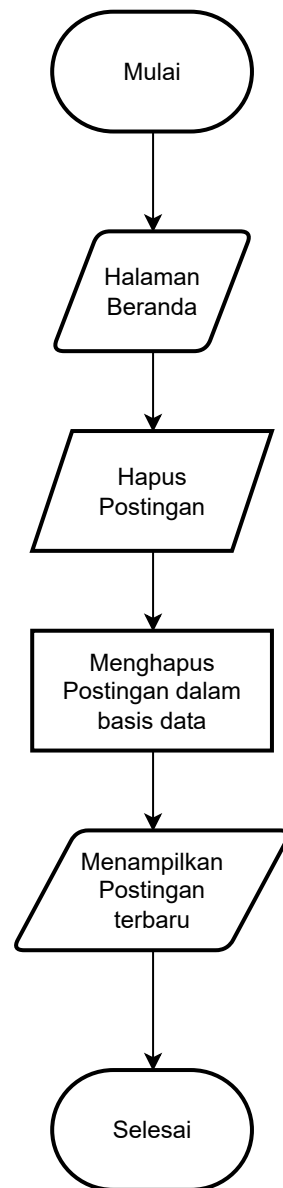 Mulai
Halaman
Beranda
Hapus
Postingan
Menghapus
Postingan dalam
basis data
Menampilkan
Postingan
terbaru
Selesai